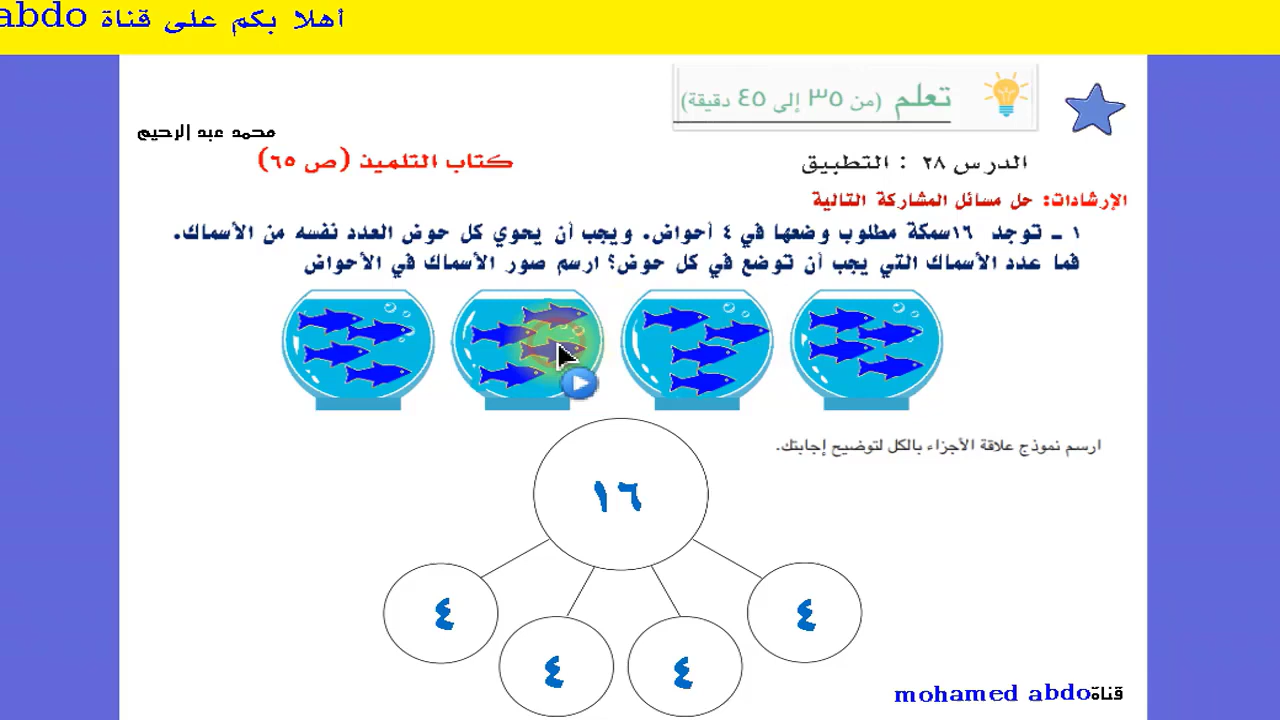 أهلا بكم على قناة abdo
تعلم (من ٣٥ إلى ٤٥ دقيقة)
محمد عبد الرحيم
الدرس ٢٨ : التطبيق
كتاب التلميذ (ص ٦٥)
الإرشادات: حل مسائل المشاركة التالية
١ ـ توجد ١٦سمكة مطلوب وضعها في ٤ أحواض. ويجب أن يحوي كل حوض العدد نفسه من الأسماك.
فما عدد الأسماك التي يجب أن توضع في كل حوض؟ ارسم صور الأسماك في الأحواض
ارسم نموذج علاقة الأجزاء بالكل لتوضيح إجابتك.
١٦
٤
٤
٤
٤
قناة mohamed abdo